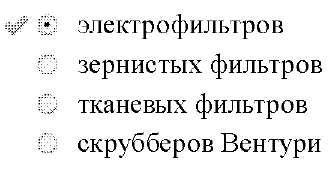 электрофильтров
зернистых фильтров
тканевых фильтров
скрубберов Вентури